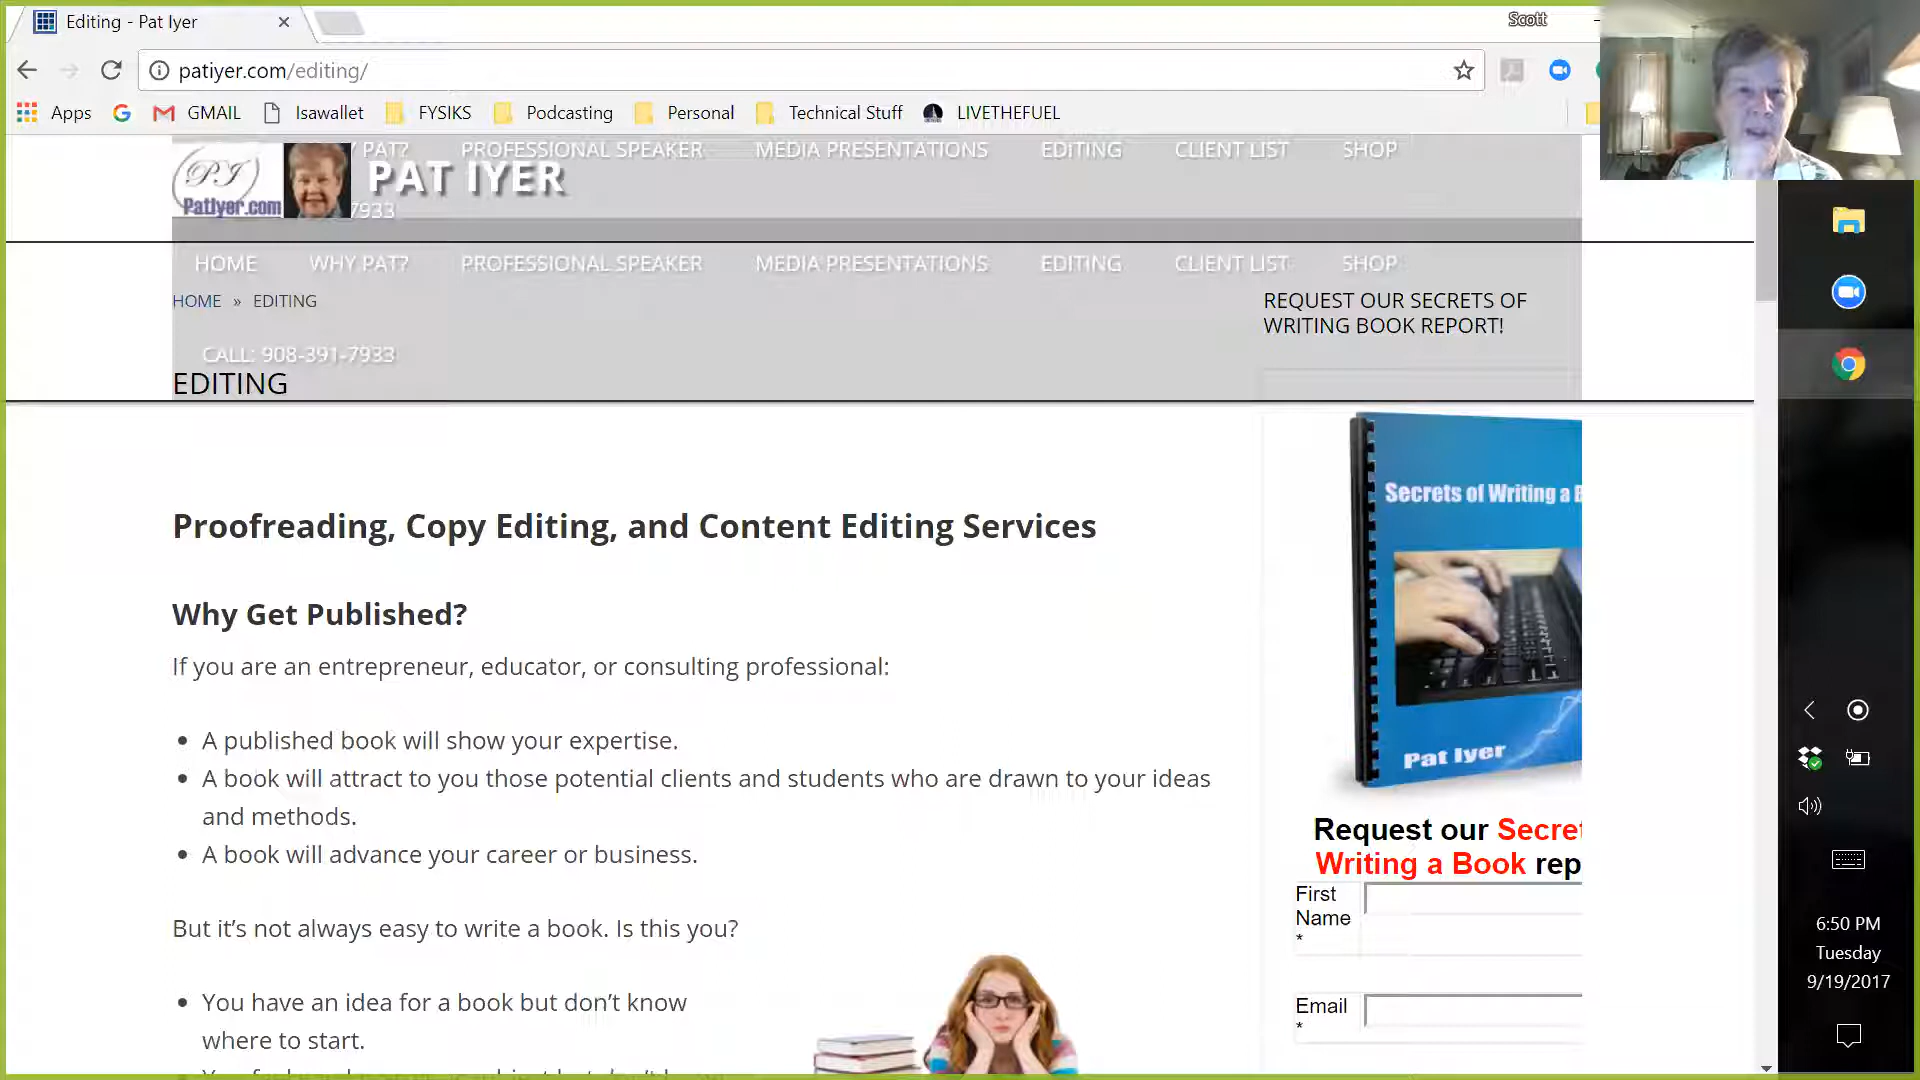 Editing - Pat Iyer
Scott
patiyer.com/editing/
Apps GMAIL Isawallet FYSIKS Podcasting Personal Technical Stuff LIVETHEFUEL
PAT? PROFESSIONAL SPEAKER MEDIA PRESENTATIONS EDITING CLIENT LIST SHOP
PI PAT IYER
PatIyer.com 7933
HOME WHY PAT? PROFESSIONAL SPEAKER MEDIA PRESENTATIONS EDITING CLIENT LIST SHOP
HOME » EDITING
REQUEST OUR SECRETS OF
WRITING BOOK REPORT!
CALL: 908-391-7933
EDITING
Secrets of Writing a B
Proofreading, Copy Editing, and Content Editing Services
Why Get Published?
If you are an entrepreneur, educator, or consulting professional:
• A published book will show your expertise.
• A book will attract to you those potential clients and students who are drawn to your ideas
and methods.
• A book will advance your career or business.
Pat Iyer
Request our Secret
Writing a Book rep
First
Name
*
But it's not always easy to write a book. Is this you?
• You have an idea for a book but don't know
where to start.
Email
*
6:50 PM
Tuesday
9/19/2017